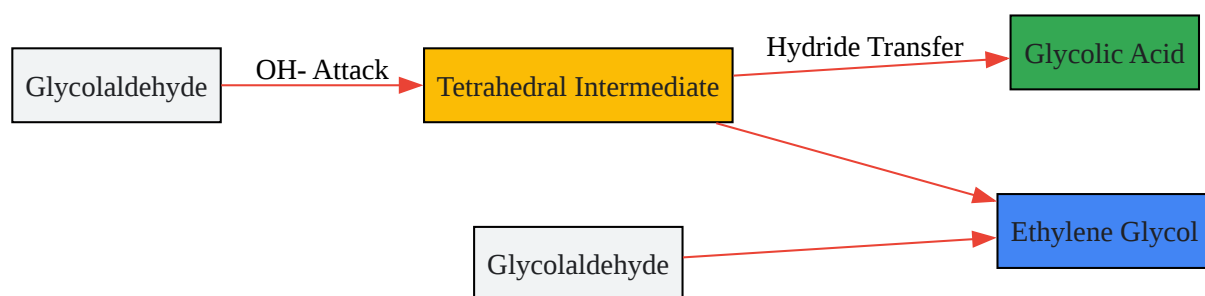 Glycolaldehyde
OH- Attack
Tetrahedral Intermediate
Hydride Transfer
Glycolic Acid
Glycolaldehyde
Ethylene Glycol